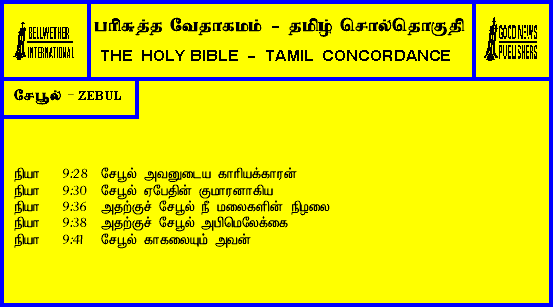 BELLWETHER
INTERNATIONAL
பரிசுத்த வேதாகமம் - தமிழ் சொல்தொகுதி
THE HOLY BIBLE - TAMIL CONCORDANCE
GOOD NEWS
PUBLISHERS
சேபூல் - ZEBUL
நியா 9:28 சேபூல் அவனுடைய காரியக்காரன்
நியா 9:30 சேபூல் ஏபேதின் குமாரனாகிய
நியா 9:36 அதற்குச் சேபூல் நீ மலைகளின் நிழலை
நியா 9:38 அதற்குச் சேபூல் அபிமெலேக்கை
நியா 9:41 சேபூல் காகலையும் அவன்